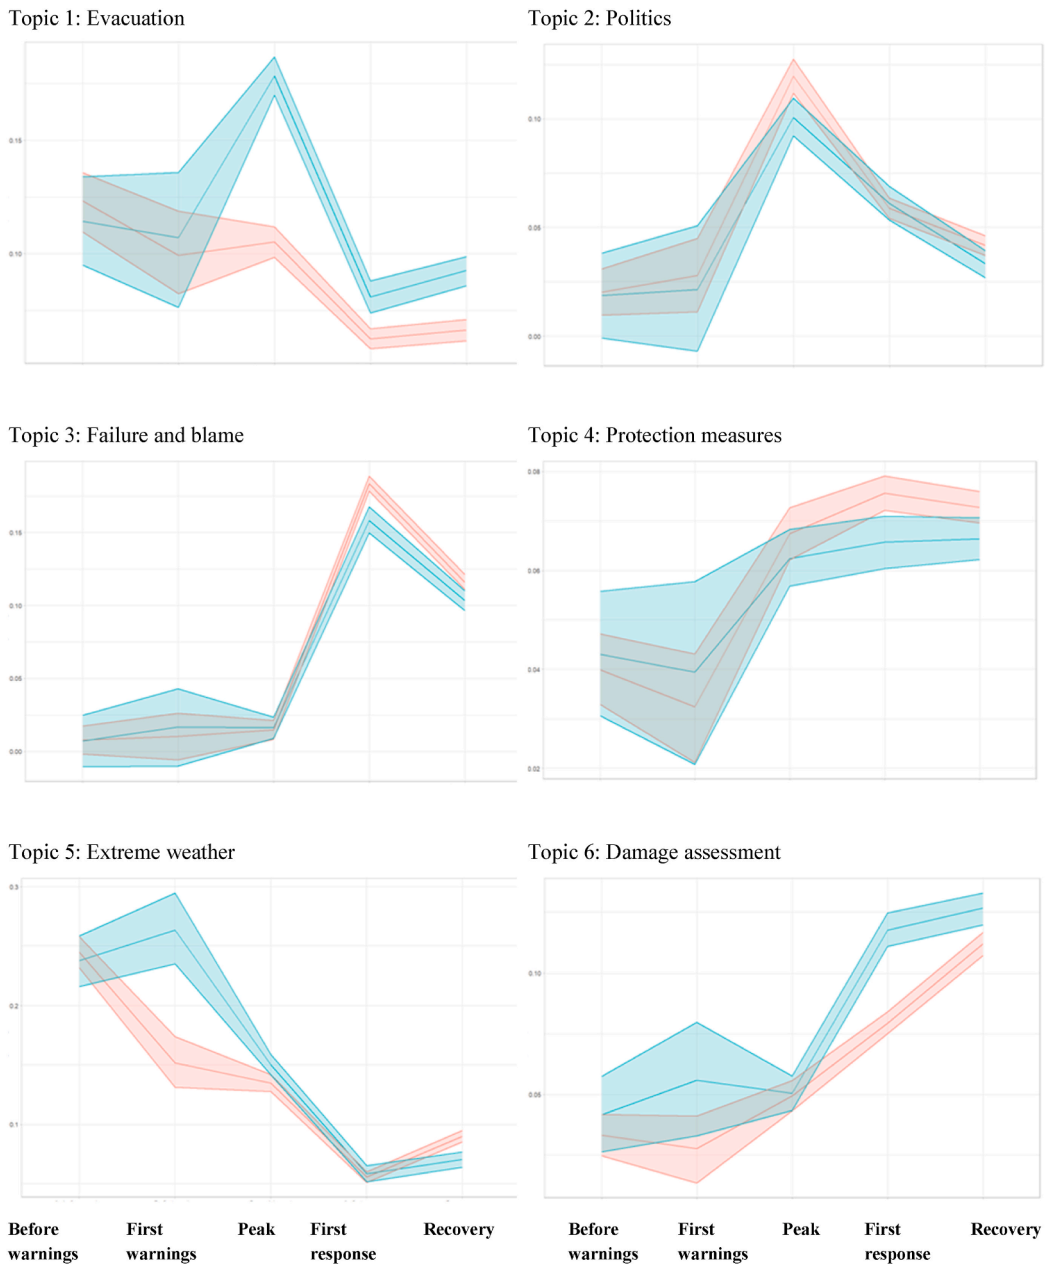 Topic 1: Evacuation
0.15
0.10
Topic 2: Politics
0.10
0.05
0.00
Topic 3: Failure and blame
0.15
0.10
0.05
0.00
Topic 4: Protection measures
0.08
0.06
0.04
0.02
Topic 5: Extreme weather
0.3
0.2
0.1
Topic 6: Damage assessment
0.10
0.05
Before warnings
First warnings
Peak
First response
Recovery
Before warnings
First warnings
Peak
First response
Recovery